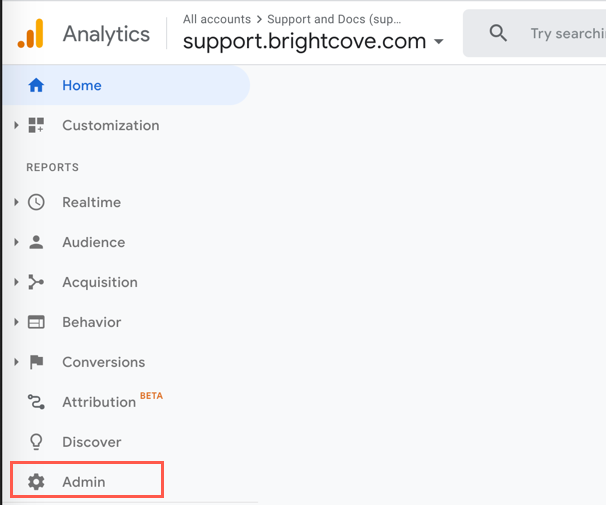 Analytics
All accounts > Support and Docs (sup...
support.brightcove.com
Try searchi
Home
Customization
REPORTS
Realtime
Audience
Acquisition
Behavior
Conversions
Attribution BETA
Discover
Admin